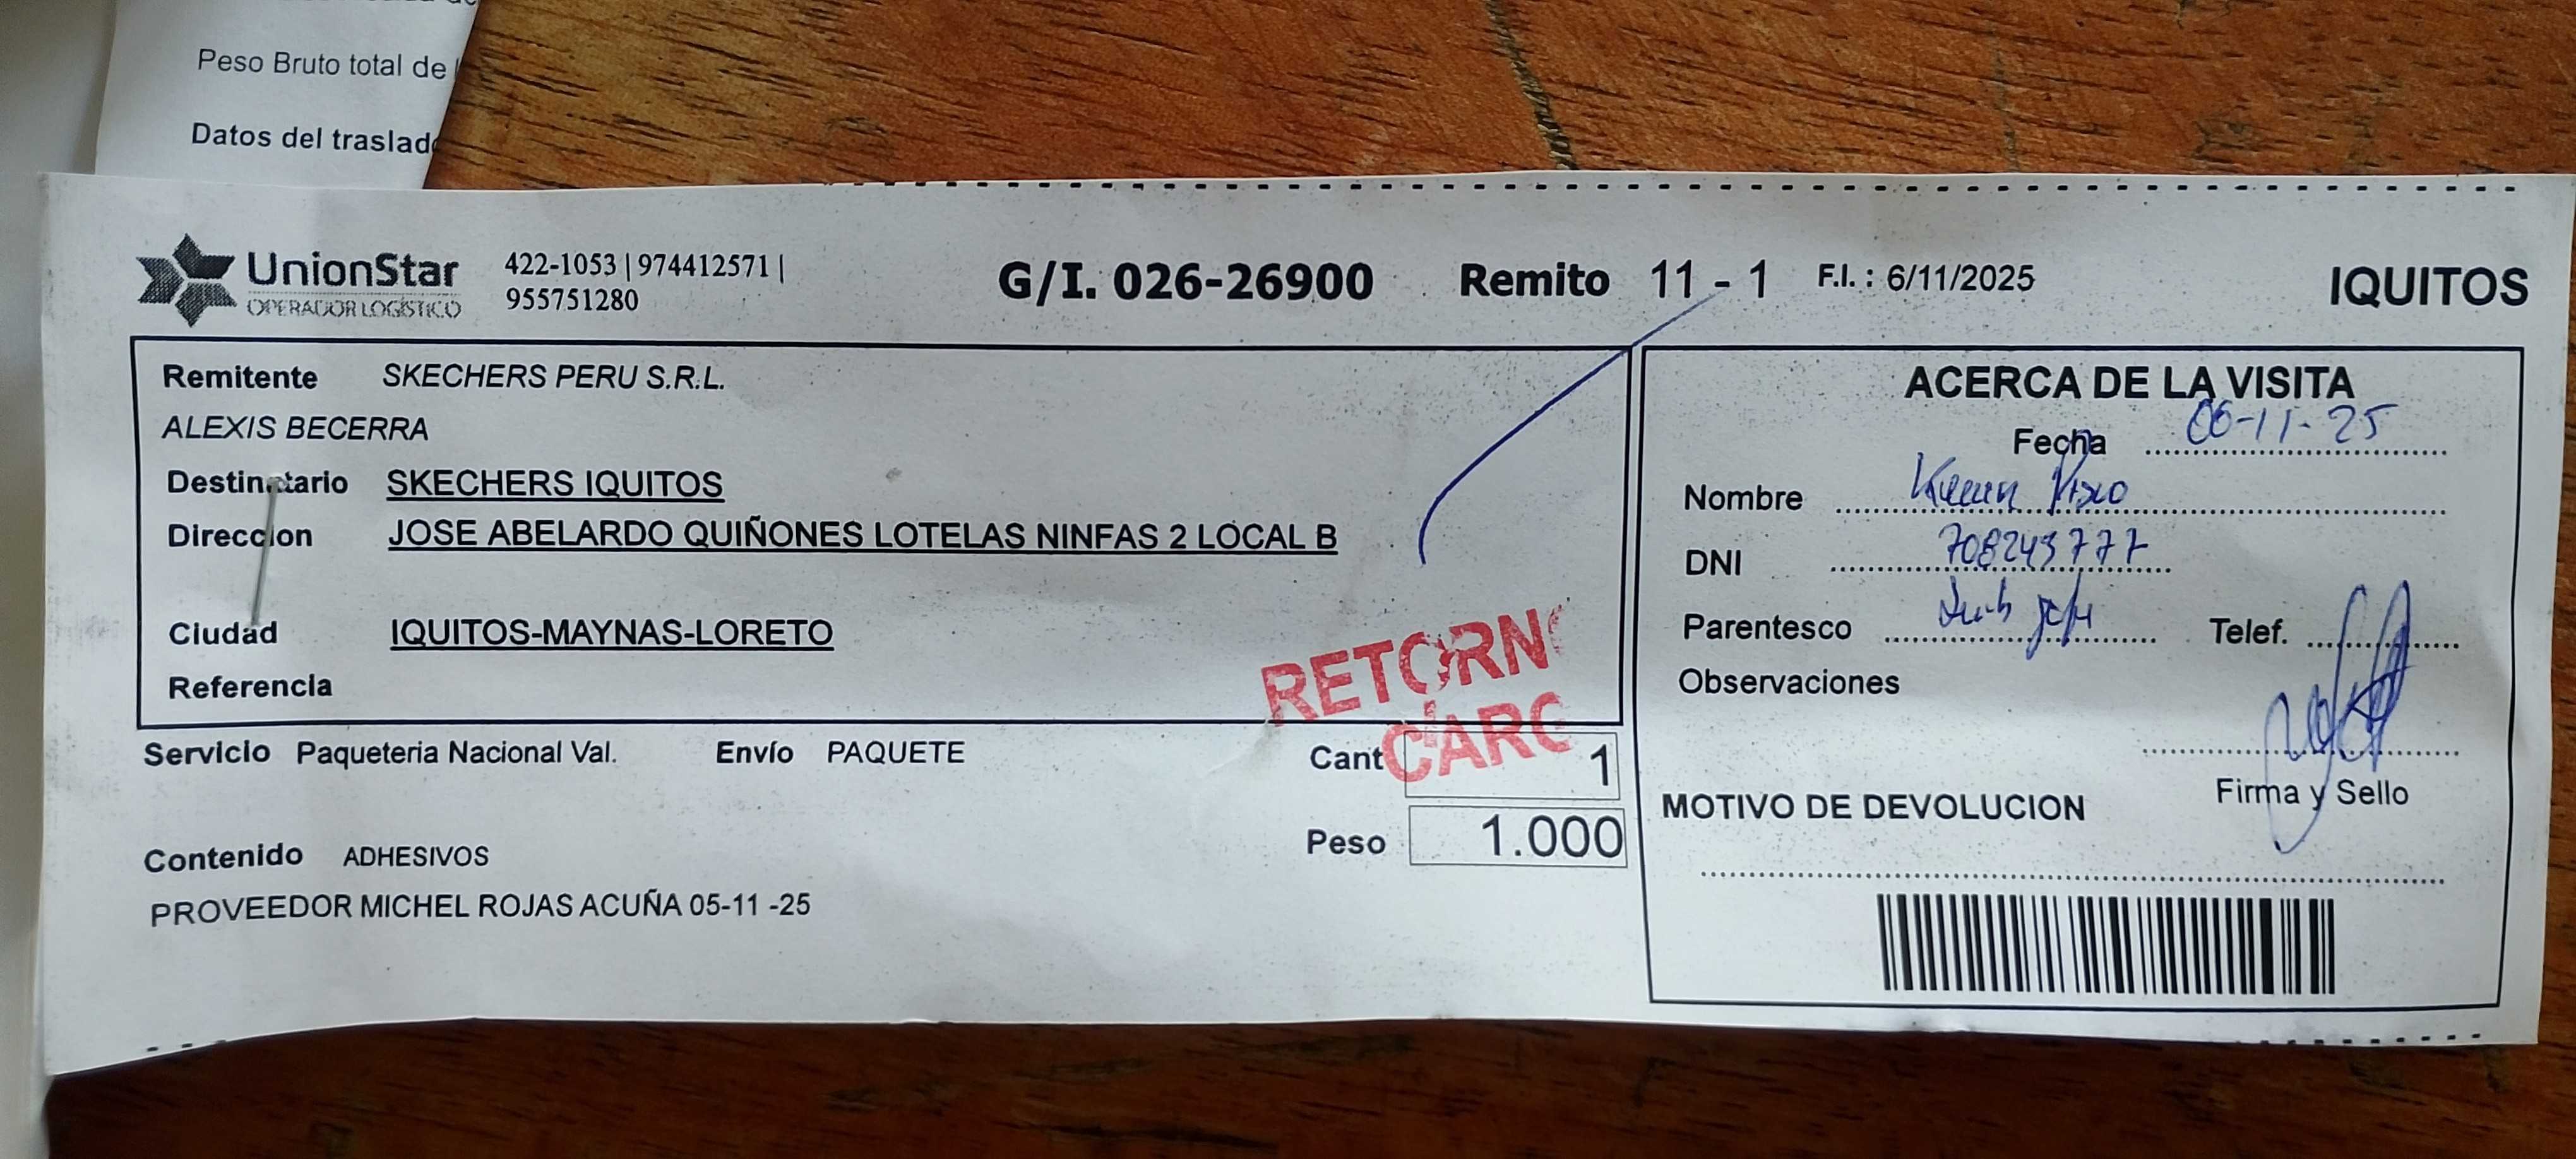 Peso Bruto total de
Datos del traslado
UnionStar
OPERADOR LOGÍSTICO
422-1053 | 974412571 |
955751280
G/I. 026-26900 Remito 11 - 1 F.I. : 6/11/2025 IQUITOS
Remitente SKECHERS PERU S.R.L.
ALEXIS BECERRA
Destinatario SKECHERS IQUITOS
Direccion JOSE ABELARDO QUIÑONES LOTELAS NINFAS 2 LOCAL B
Ciudad IQUITOS-MAYNAS-LORETO
Referencia
RETORNO
CARG
Servicio Paqueteria Nacional Val. Envío PAQUETE Cant 1
Peso 1.000
Contenido ADHESIVOS
PROVEEDOR MICHEL ROJAS ACUÑA 05-11 -25
ACERCA DE LA VISITA
Fecha 06-11-25
Nombre
DNI 708243777
Parentesco Telef.
Observaciones
Firma y Sello
MOTIVO DE DEVOLUCION